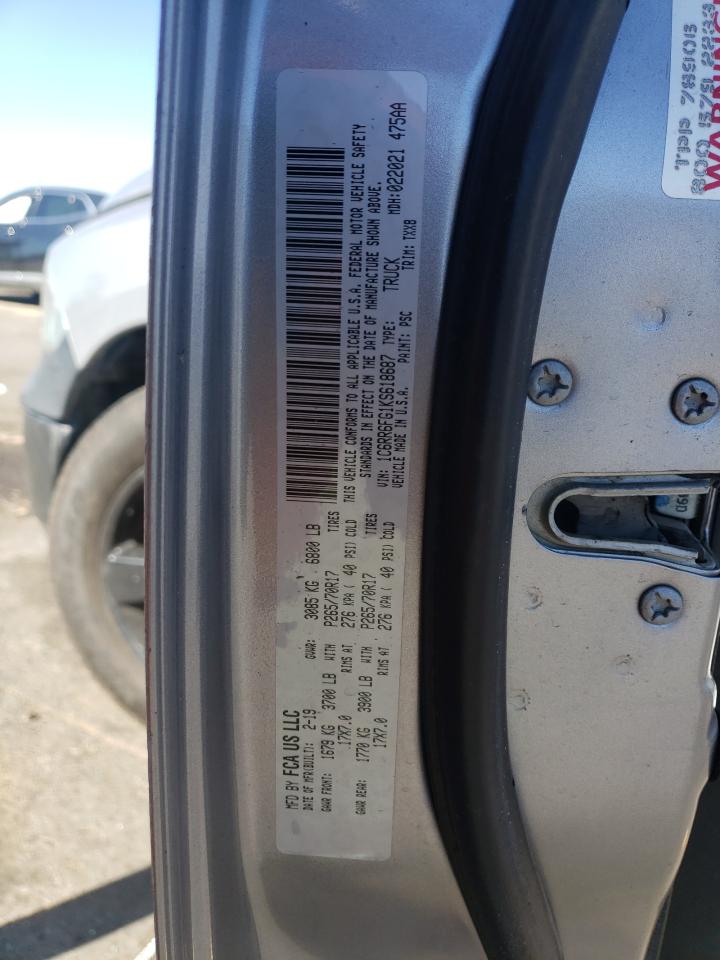 MFD BY FCA US LLC
DATE OF MFR(BUILT): 2-19 GVWR: 3085 KG 6800 LB
GAWR FRONT: 1679 KG 3700 LB WITH P265/70R17 TIRES
17X7.0 RIMS AT 276 KPA ( 40 PSI) COLD
GAWR REAR: 1770 KG 3900 LB WITH P265/70R17 TIRES
17X7.0 RIMS AT 276 KPA ( 40 PSI) COLD
THIS VEHICLE CONFORMS TO ALL APPLICABLE U.S.A. FEDERAL MOTOR VEHICLE SAFETY
STANDARDS IN EFFECT ON THE DATE OF MANUFACTURE SHOWN ABOVE.
VIN: 1C6RR6FG1KS618687 TYPE: TRUCK MDH:022021 475AA
VEHICLE MADE IN U.S.A. PAINT: PSC TRIM: TXX8
TPP 78908
WARNING